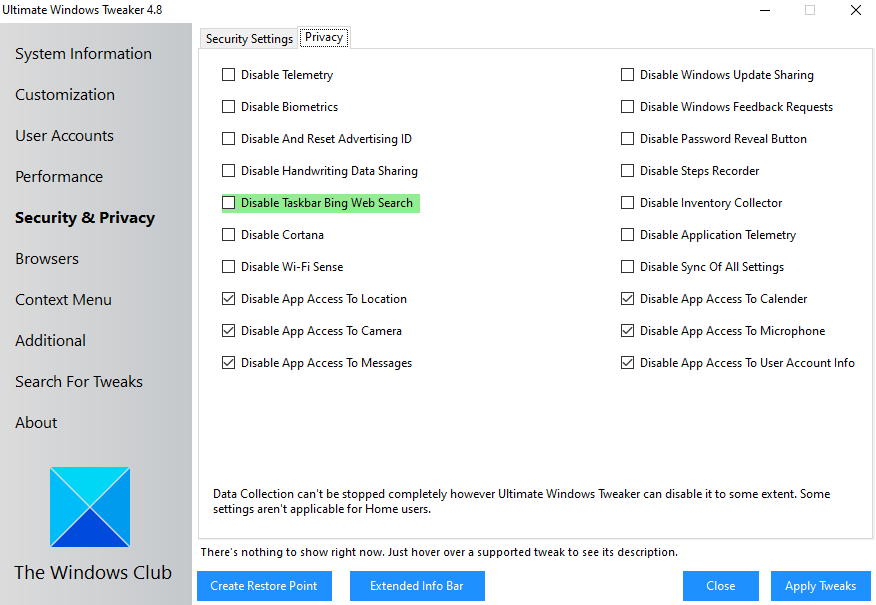 Ultimate Windows Tweaker 4.8
System Information
Customization
User Accounts
Performance
Security & Privacy
Browsers
Context Menu
Additional
Search For Tweaks
About
The Windows Club
Security Settings
Privacy
Disable Telemetry
Disable Biometrics
Disable And Reset Advertising ID
Disable Handwriting Data Sharing
Disable Taskbar Bing Web Search
Disable Cortana
Disable Wi-Fi Sense
Disable App Access To Location
Disable App Access To Camera
Disable App Access To Messages
Disable Windows Update Sharing
Disable Windows Feedback Requests
Disable Password Reveal Button
Disable Steps Recorder
Disable Inventory Collector
Disable Application Telemetry
Disable Sync Of All Settings
Disable App Access To Calender
Disable App Access To Microphone
Disable App Access To User Account Info
Data Collection can't be stopped completely however Ultimate Windows Tweaker can disable it to some extent. Some
settings aren't applicable for Home users.
There's nothing to show right now. Just hover over a supported tweak to see its description.
Create Restore Point
Extended Info Bar
Close
Apply Tweaks